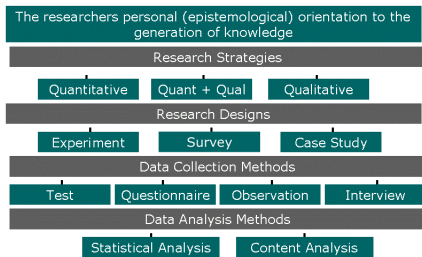 The researchers personal (epistemological) orientation to the
generation of knowledge
Research Strategies
Quantitative
Quant + Qual
Qualitative
Research Designs
Experiment
Survey
Case Study
Data Collection Methods
Test
Questionnaire
Observation
Interview
Data Analysis Methods
Statistical Analysis
Content Analysis